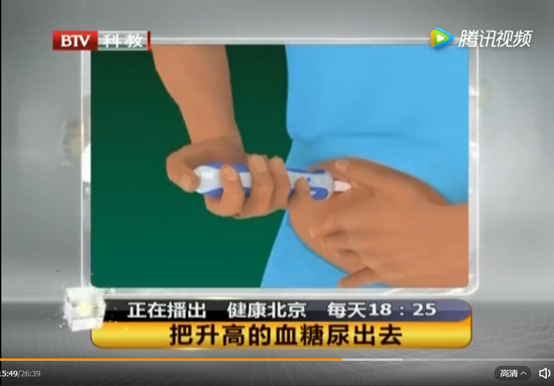 BTV 科教
腾讯视频
正在播出 健康北京 每天18：25
把升高的血糖尿出去
15:49/26:39
高清